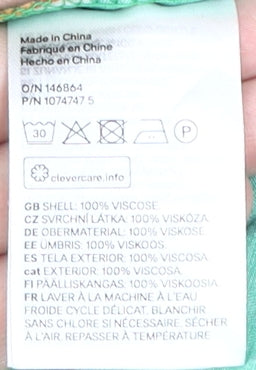 Made in China
Fabriqué en Chine
Hecho en China
O/N 146864
P/N 1074747 5
30
P
clevercare.info
GB SHELL: 100% VISCOSE
CZ SVRCHNÍ LÁTKA: 100% VISKÓZA
DE OBERMATERIAL: 100% VISKOSE
EE ÜMBRIS: 100% VISKOOS
ES TELA EXTERIOR: 100% VISCOSA
cat EXTERIOR: 100% VISCOSA
FI PÄÄLLISKANGAS: 100% VISKOOSIA
FR LAVER À LA MACHINE À L'EAU
FROIDE CYCLE DÉLICAT, BLANCHIR
SANS CHLORE SI NÉCESSAIRE, SÉCHER
À L'AIR, REPASSER À TEMPÉRATURE